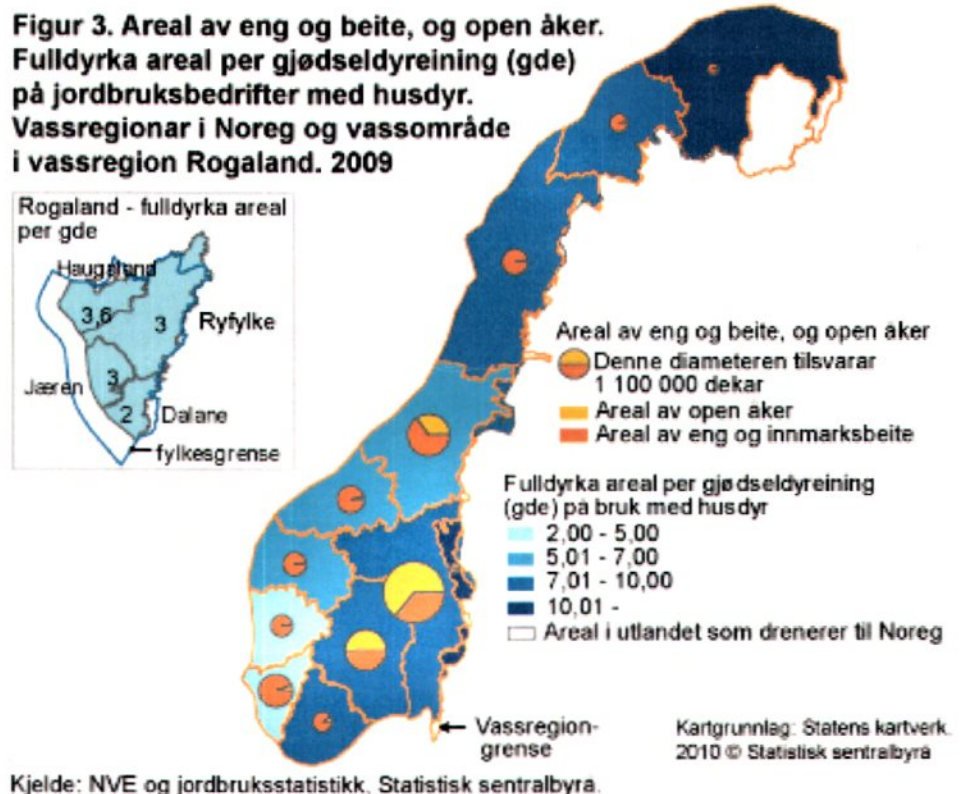 Figur 3. Areal av eng og beite, og open åker.
Fulldyrka areal per gjødseldyreining (gde)
på jordbruksbedrifter med husdyr.
Vassregionar i Noreg og vassområde
i vassregion Rogaland. 2009
Rogaland - fulldyrka areal
per gde
Haugaland
3,6
3
Ryfylke
Jæren
3
2
Dalane
fylkesgrense
Areal av eng og beite, og open åker
Denne diameteren tilsvarar
1 100 000 dekar
Areal av open åker
Areal av eng og innmarksbeite
Fulldyrka areal per gjødseldyreining
(gde) på bruk med husdyr
2,00 - 5,00
5,01 - 7,00
7,01 - 10,00
10,01 -
Areal i utlandet som drenerer til Noreg
Vassregion-
grense
Kartgrunnlag: Statens kartverk.
2010 © Statistisk sentralbyrå
Kjelde: NVE og jordbruksstatistikk, Statistisk sentralbyrå.